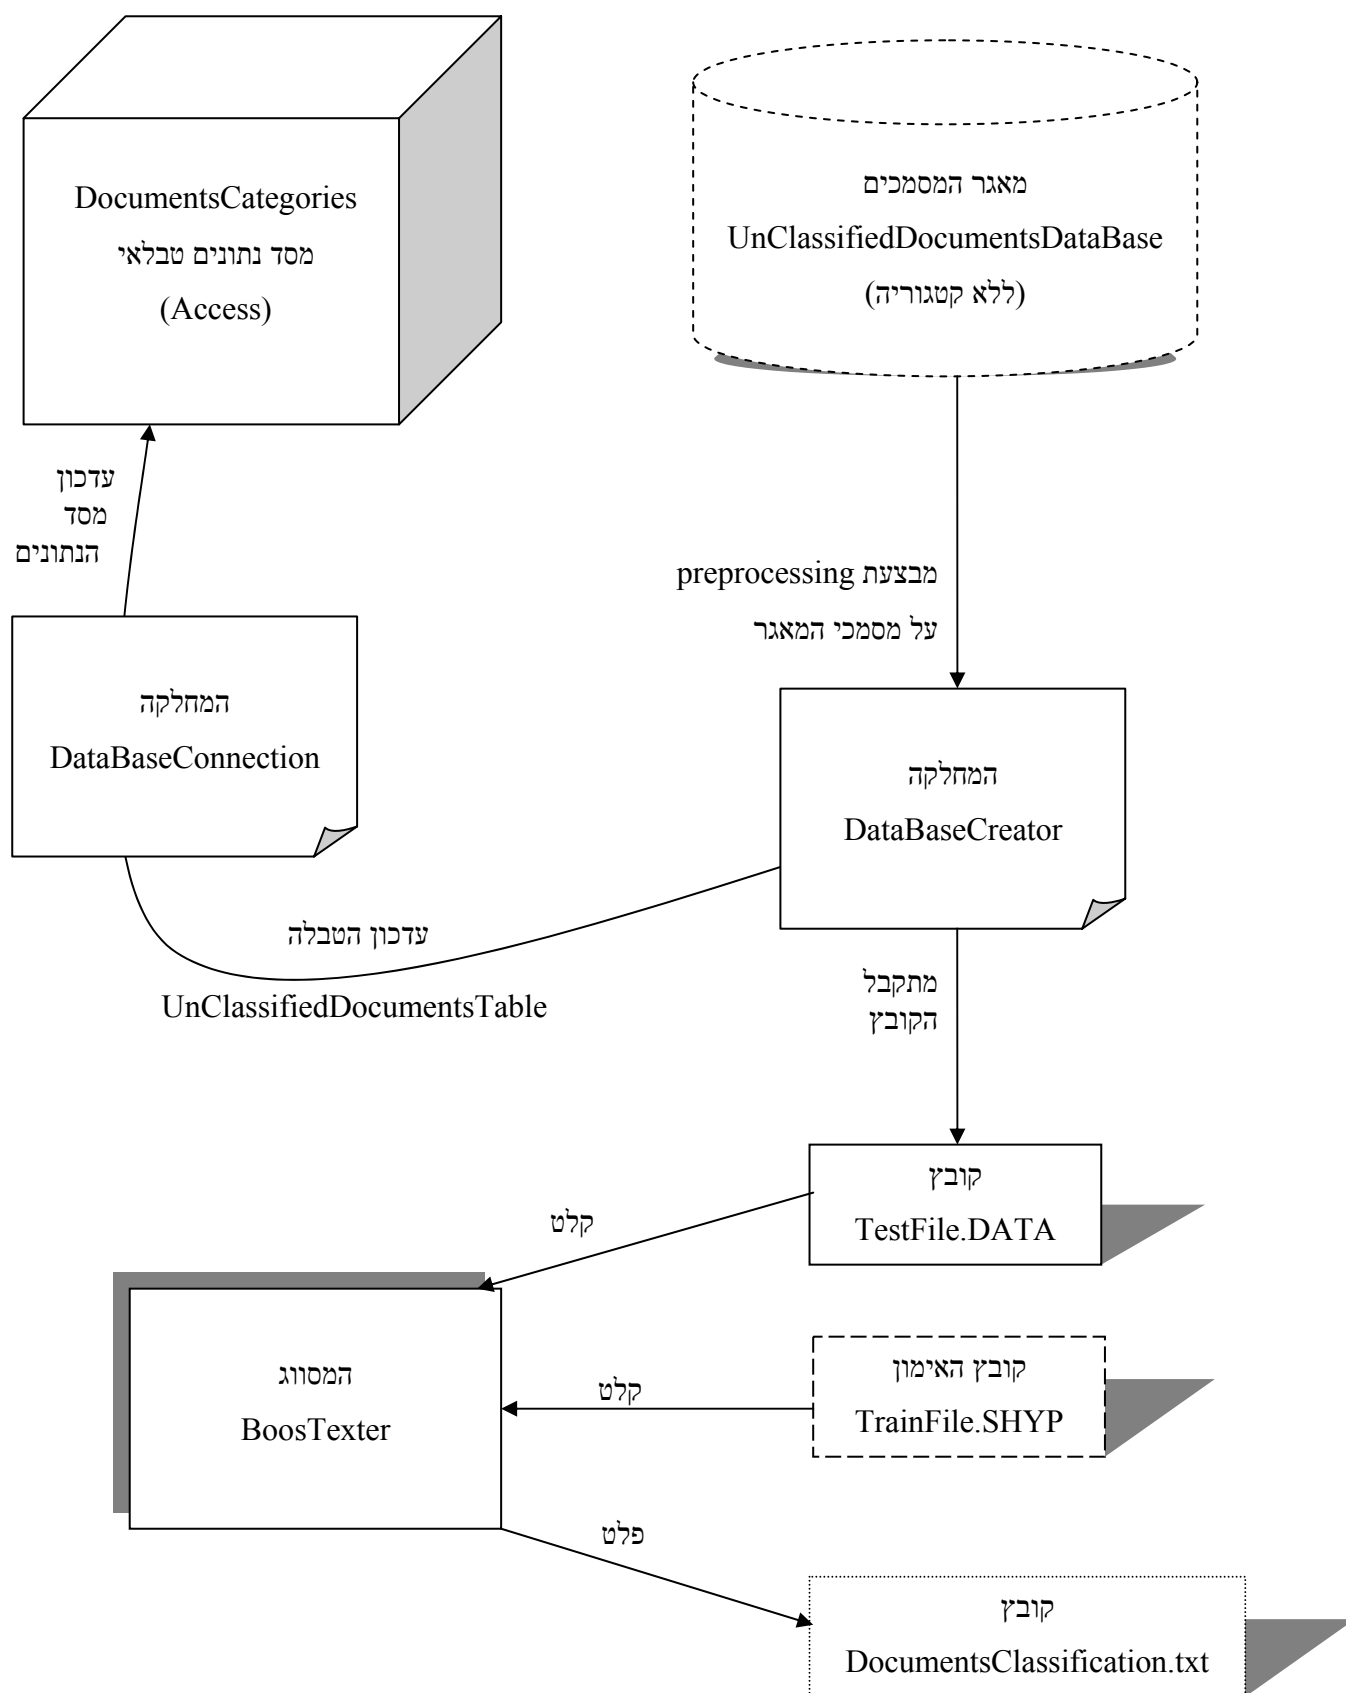 DocumentsCategories
מסד נתונים טבלאי
(Access)
מאגר המסמכים
UnClassifiedDocumentsDataBase
(ללא קטגוריה)
עדכון
מסד
הנתונים
מבצעת preprocessing
על מסמכי המאגר
המחלקה
DataBaseConnection
המחלקה
DataBaseCreator
עדכון הטבלה
UnClassifiedDocumentsTable
מתקבל
הקובץ
קובץ
TestFile.DATA
קלט
המסווג
BoosTexter
קלט
קובץ האימון
TrainFile.SHYP
פלט
קובץ
DocumentsClassification.txt